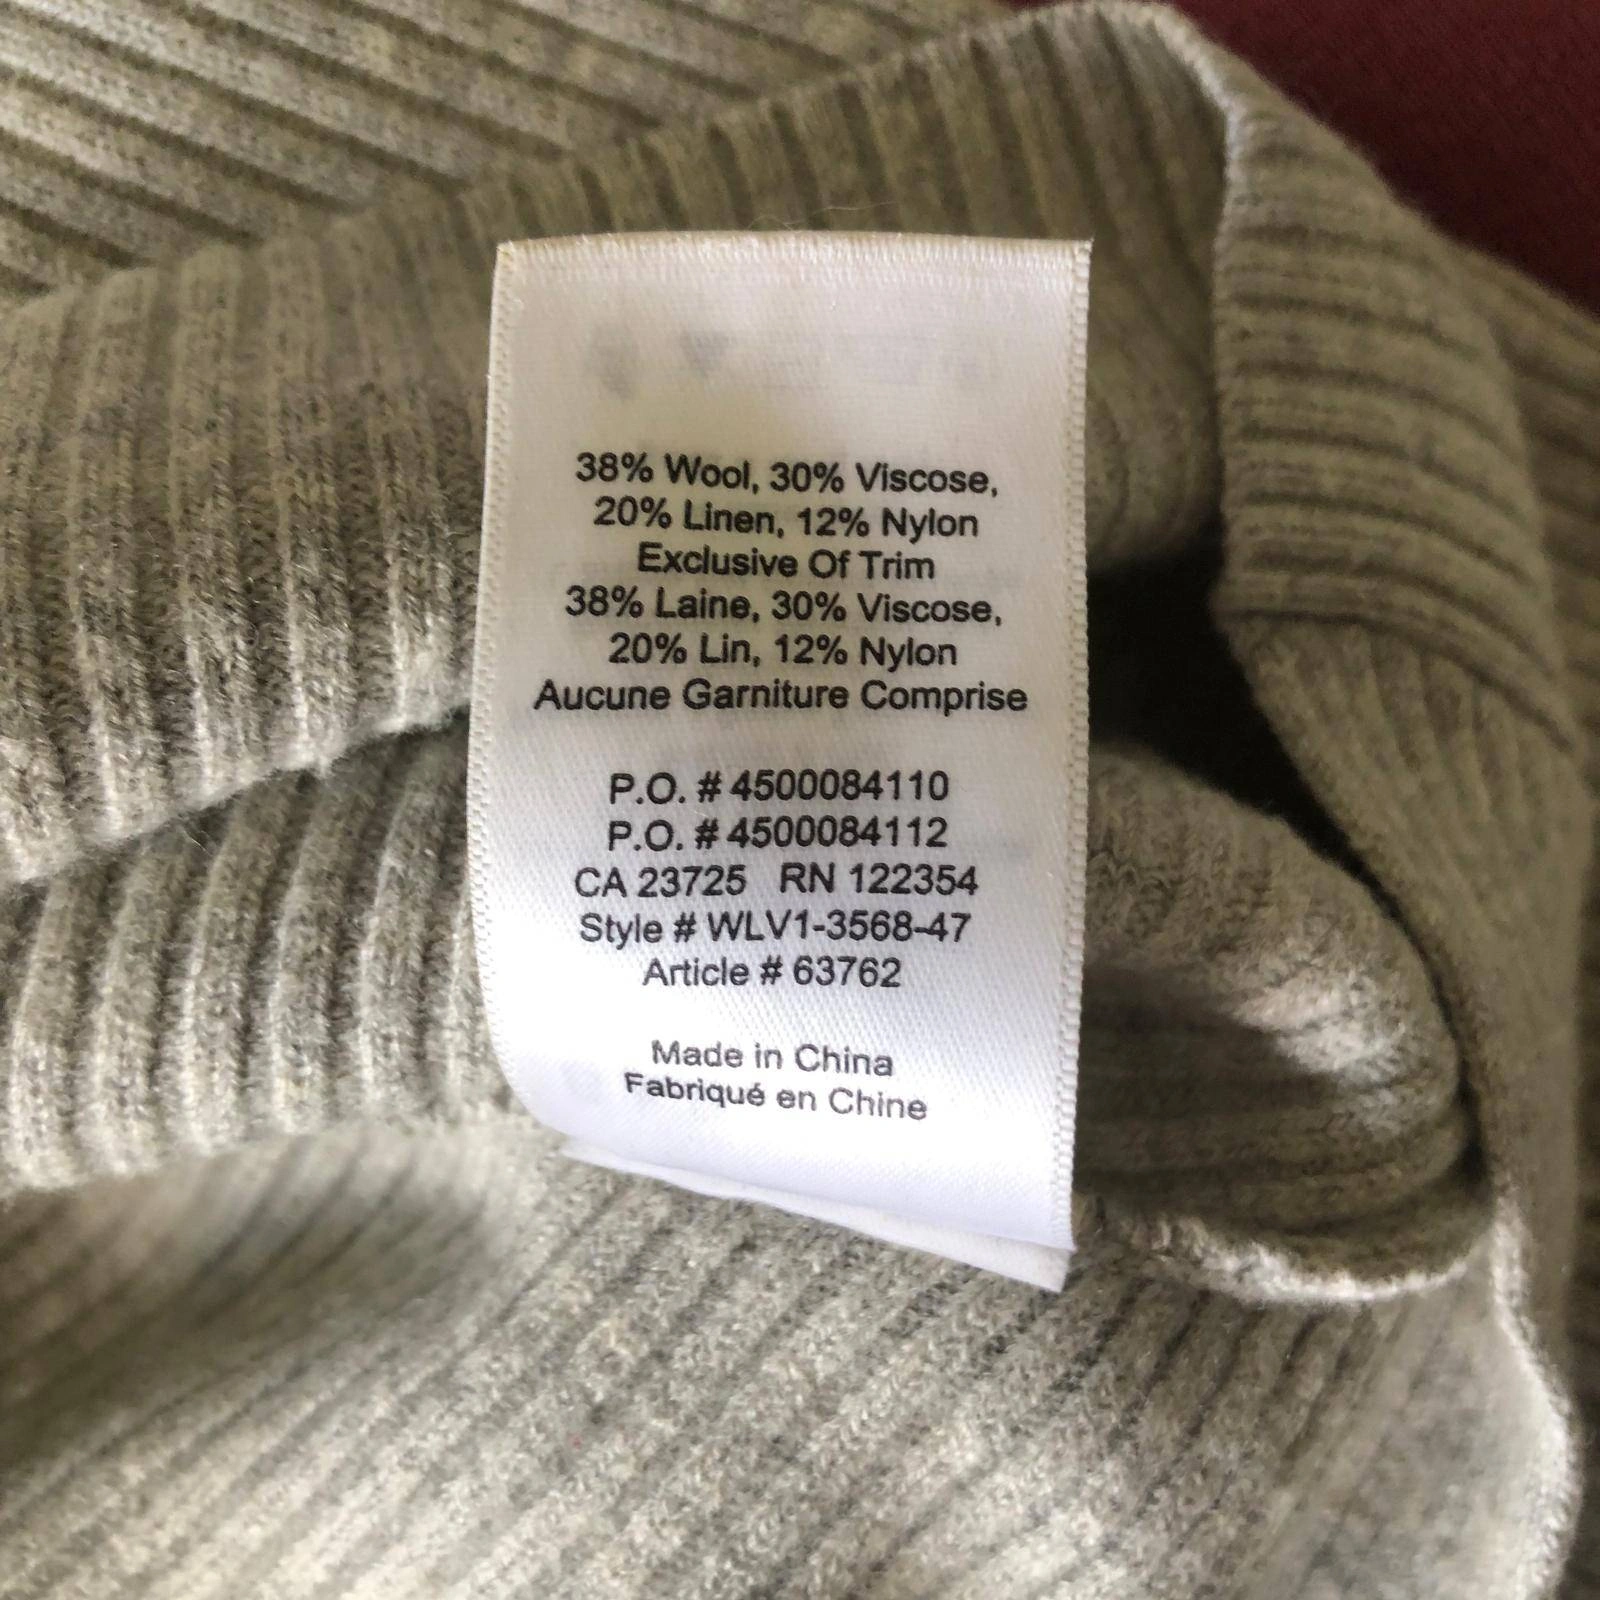 38% Wool, 30% Viscose,
20% Linen, 12% Nylon
Exclusive Of Trim
38% Laine, 30% Viscose,
20% Lin, 12% Nylon
Aucune Garniture Comprise
P.O. # 4500084110
P.O. # 4500084112
CA 23725 RN 122354
Style # WLV1-3568-47
Article # 63762
Made in China
Fabriqué en Chine